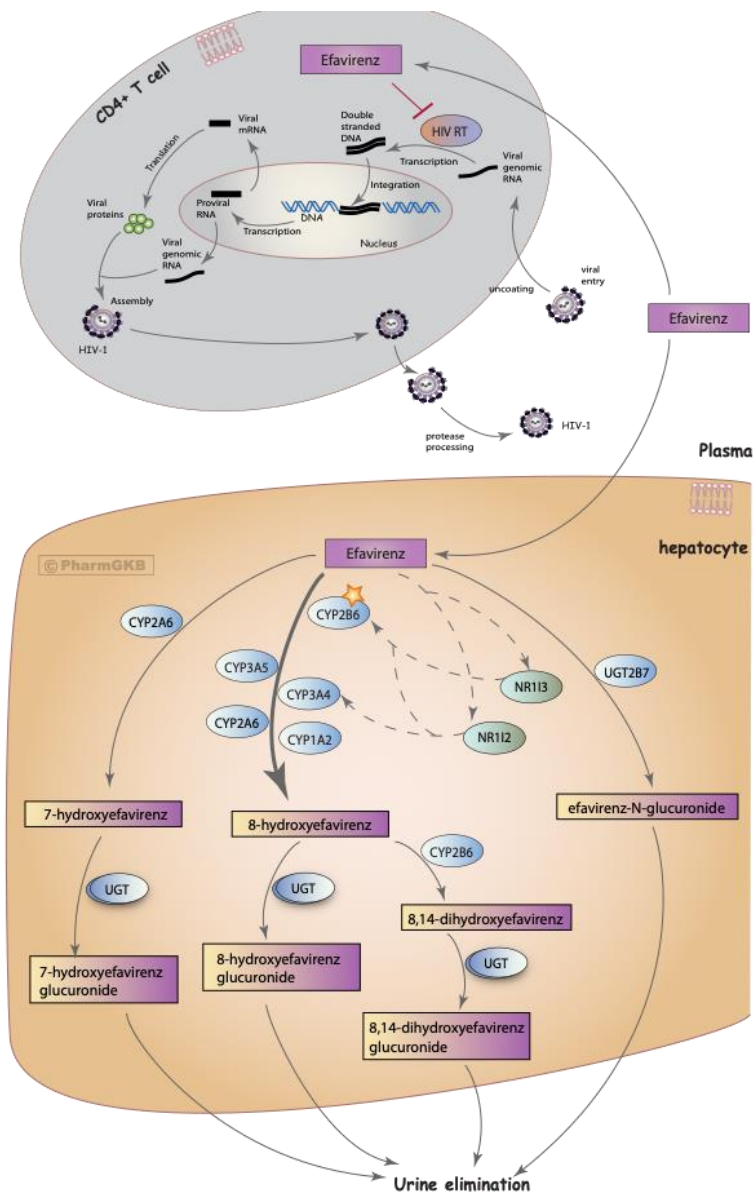 CD4+ T cell
Efavirenz
Double
stranded
DNA
HIV RT
Viral
mRNA
Translation
Transcription
Viral
genomic
RNA
Integration
Proviral
RNA
DNA
Transcription
Nucleus
Viral
proteins
Viral
genomic
RNA
Assembly
HIV-1
uncoating
viral
entry
Efavirenz
HIV-1
protease
processing
Plasma
hepatocyte
© PharmGKB
Efavirenz
CYP2A6
CYP2B6
CYP3A5
CYP3A4
CYP2A6
CYP1A2
NR1I3
NR1I2
UGT2B7
7-hydroxyefavirenz
8-hydroxyefavirenz
efavirenz-N-glucuronide
UGT
UGT
CYP2B6
8,14-dihydroxyefavirenz
7-hydroxyefavirenz
glucuronide
8-hydroxyefavirenz
glucuronide
UGT
8,14-dihydroxyefavirenz
glucuronide
Urine elimination